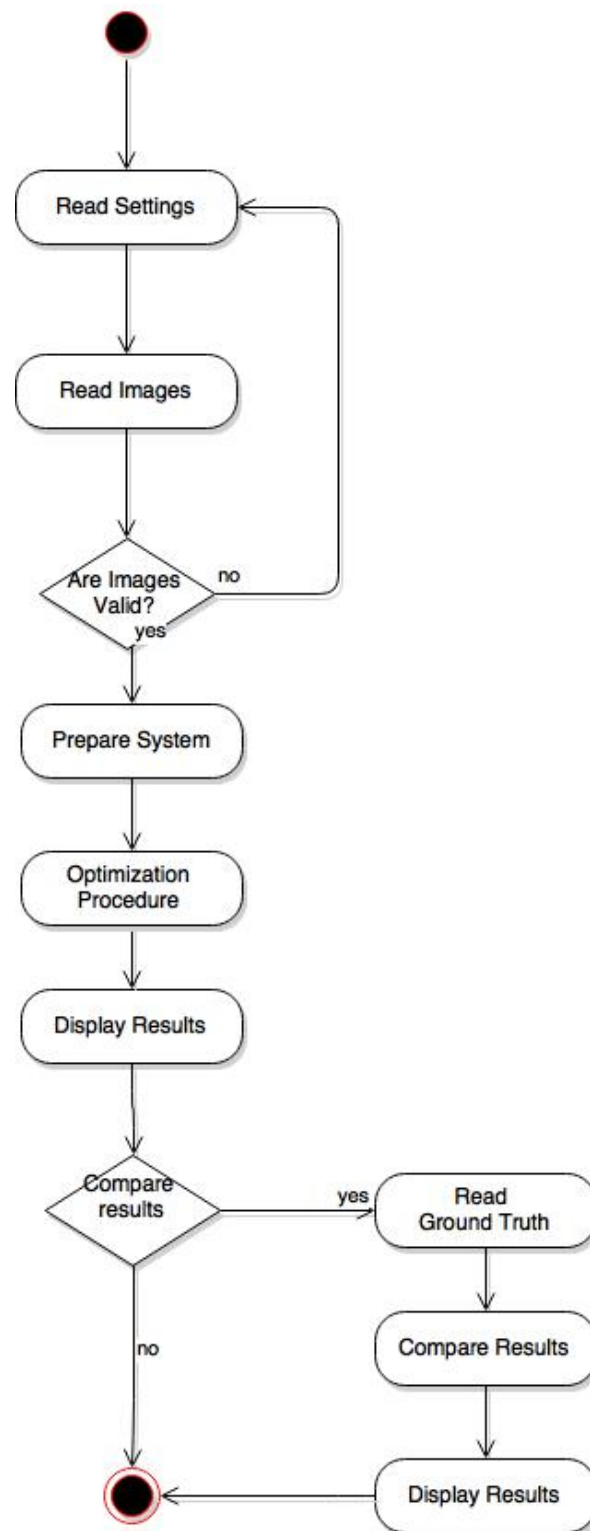 Read Settings
Read Images
Are Images
Valid?
no
yes
Prepare System
Optimization
Procedure
Display Results
Compare
results
yes
Read
Ground Truth
no
Compare Results
Display Results